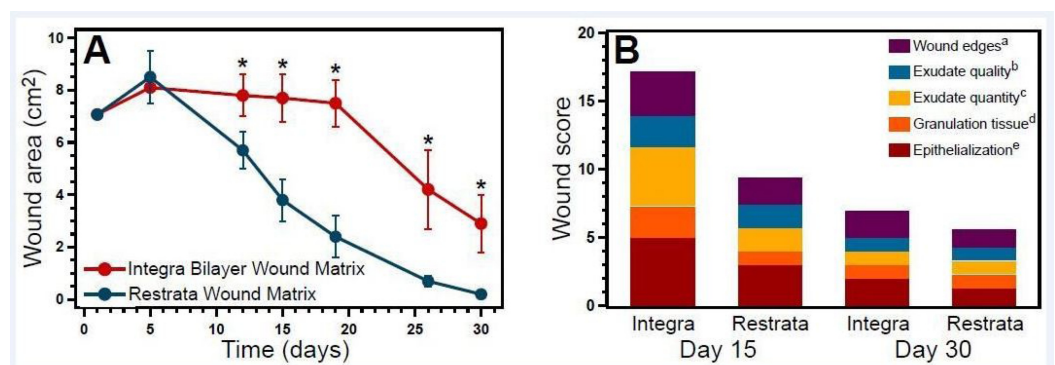 A
10
8
6
4
2
0
Wound area (cm²)
* * * * *
Integra Bilayer Wound Matrix
Restrata Wound Matrix
0 5 10 15 20 25 30
Time (days)
B
20
15
10
5
0
Wound score
Wound edgesᵃ
Exudate qualityᵇ
Exudate quantityᶜ
Granulation tissueᵈ
Epithelializationᵉ
Integra Restrata Integra Restrata
Day 15 Day 30